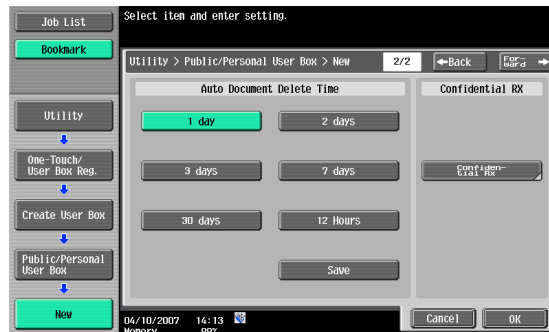 Job List
Bookmark
Utility
One-Touch/
User Box Reg.
Create User Box
Public/Personal
User Box
New
Select item and enter setting.
Utility > Public/Personal User Box > New
2/2
←Back
For-
ward →
Auto Document Delete Time
1 day
2 days
3 days
7 days
30 days
12 Hours
Save
Confidential RX
Confiden-
tial RX
04/10/2007 14:13
Memory 99%
Cancel
OK